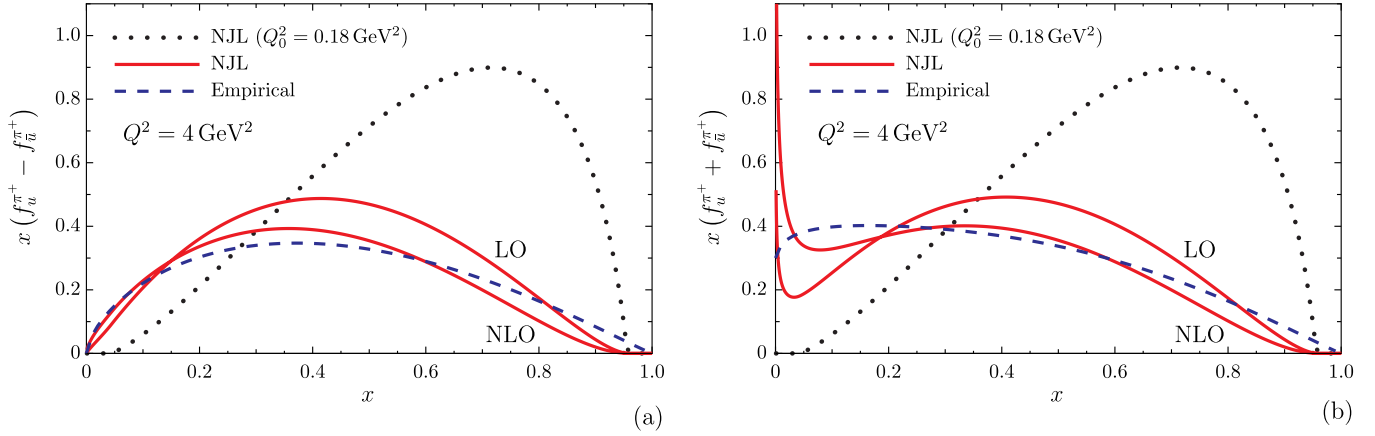 1.0
0.8
0.6
0.4
0.2
0
0 0.2 0.4 0.6 0.8 1.0
x
x (f_u^{π^+} − f_{ū}^{π^+})
NJL (Q_0^2 = 0.18 GeV^2)
NJL
Empirical
Q^2 = 4 GeV^2
LO
NLO
(a)
1.0
0.8
0.6
0.4
0.2
0
0 0.2 0.4 0.6 0.8 1.0
x
x (f_u^{π^+} + f_{ū}^{π^+})
NJL (Q_0^2 = 0.18 GeV^2)
NJL
Empirical
Q^2 = 4 GeV^2
LO
NLO
(b)